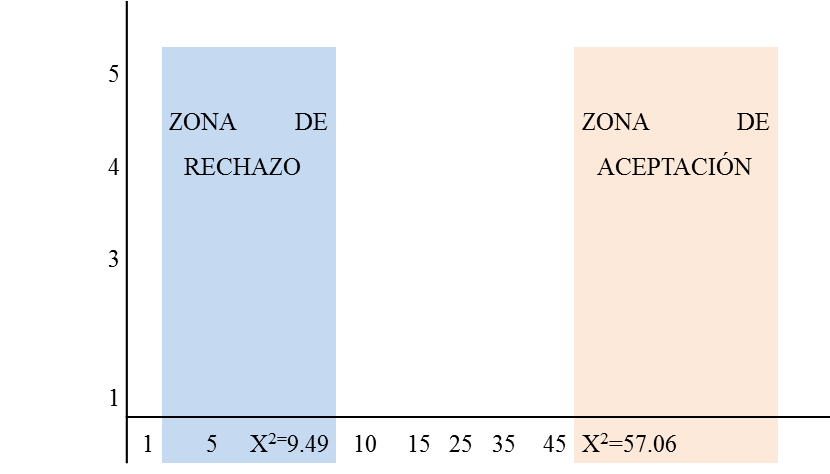 5
ZONA DE
RECHAZO
ZONA DE
ACEPTACIÓN
4
3
1
1 5 X²⁼9.49 10 15 25 35 45 X²=57.06